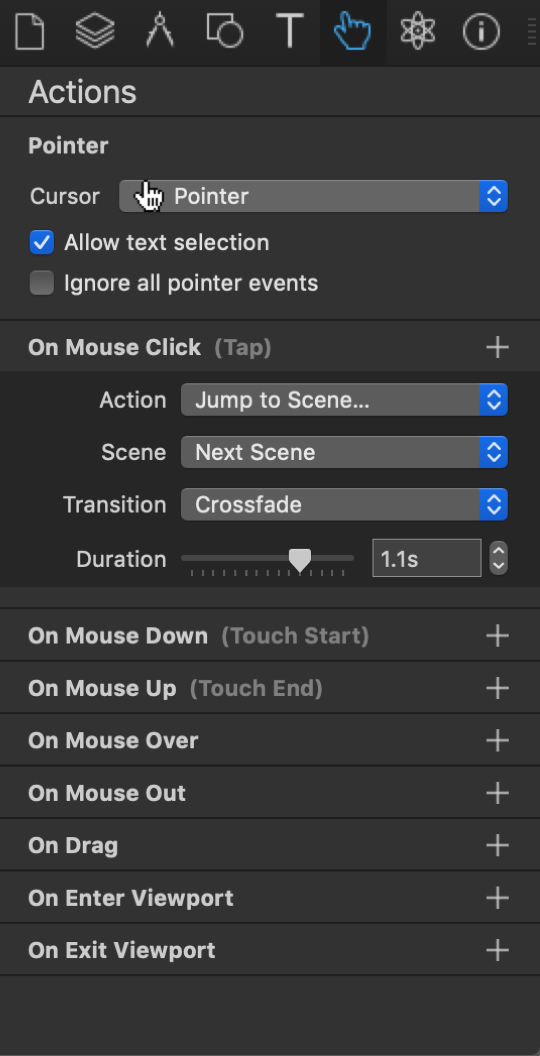 T
Actions
Pointer
Cursor Pointer
Allow text selection
Ignore all pointer events
On Mouse Click (Tap)
Action Jump to Scene...
Scene Next Scene
Transition Crossfade
Duration 1.1s
On Mouse Down (Touch Start)
On Mouse Up (Touch End)
On Mouse Over
On Mouse Out
On Drag
On Enter Viewport
On Exit Viewport